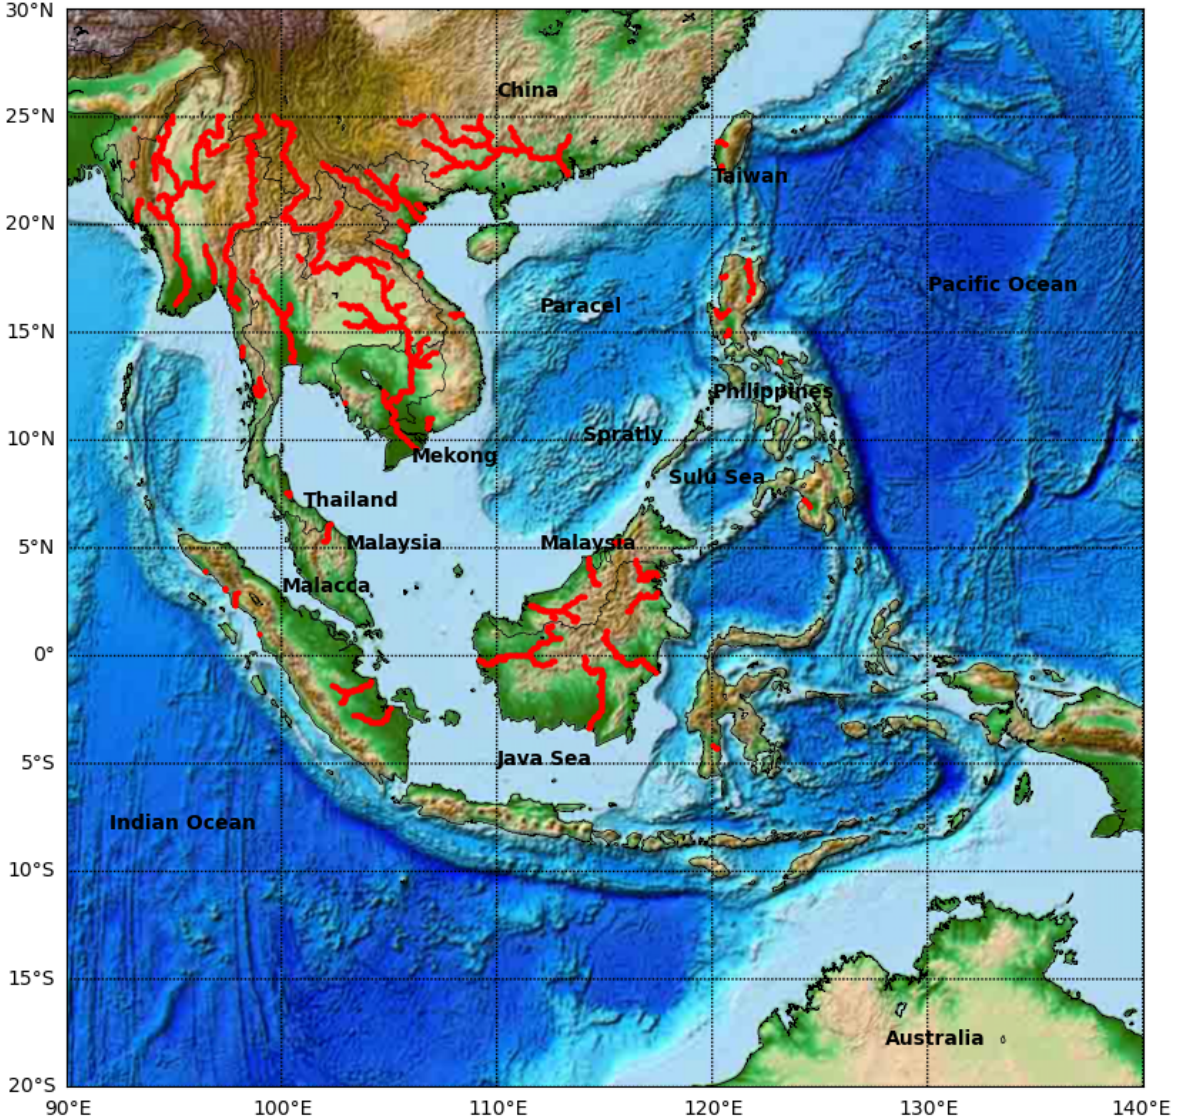 30°N
China
25°N
Taiwan
20°N
Pacific Ocean
Paracel
15°N
Philippines
10°N
Spratly
Mekong
Sulu Sea
Thailand
5°N
Malaysia
Malaysia
Malacca
0°
Java Sea
5°S
Indian Ocean
10°S
15°S
Australia
20°S
90°E 100°E 110°E 120°E 130°E 140°E